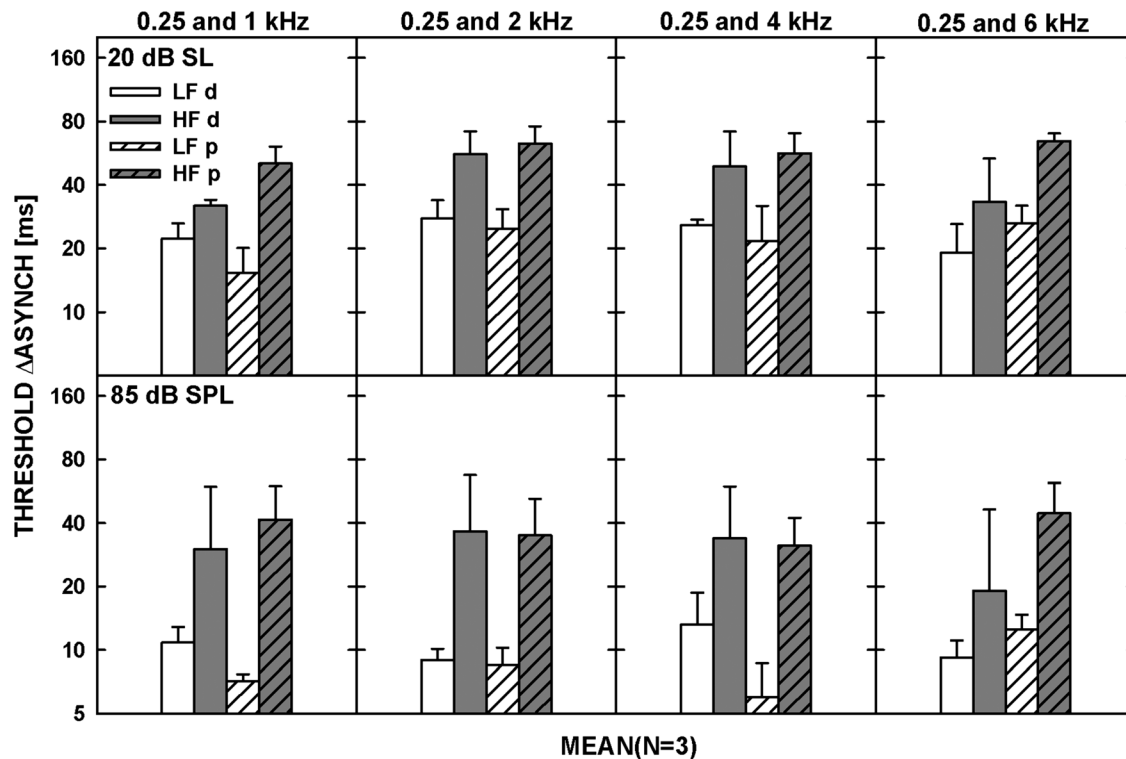 0.25 and 1 kHz 0.25 and 2 kHz 0.25 and 4 kHz 0.25 and 6 kHz
THRESHOLD ΔASYNCH [ms]
20 dB SL
LF d
HF d
LF p
HF p
160
80
40
20
10
85 dB SPL
160
80
40
20
10
5
MEAN(N=3)